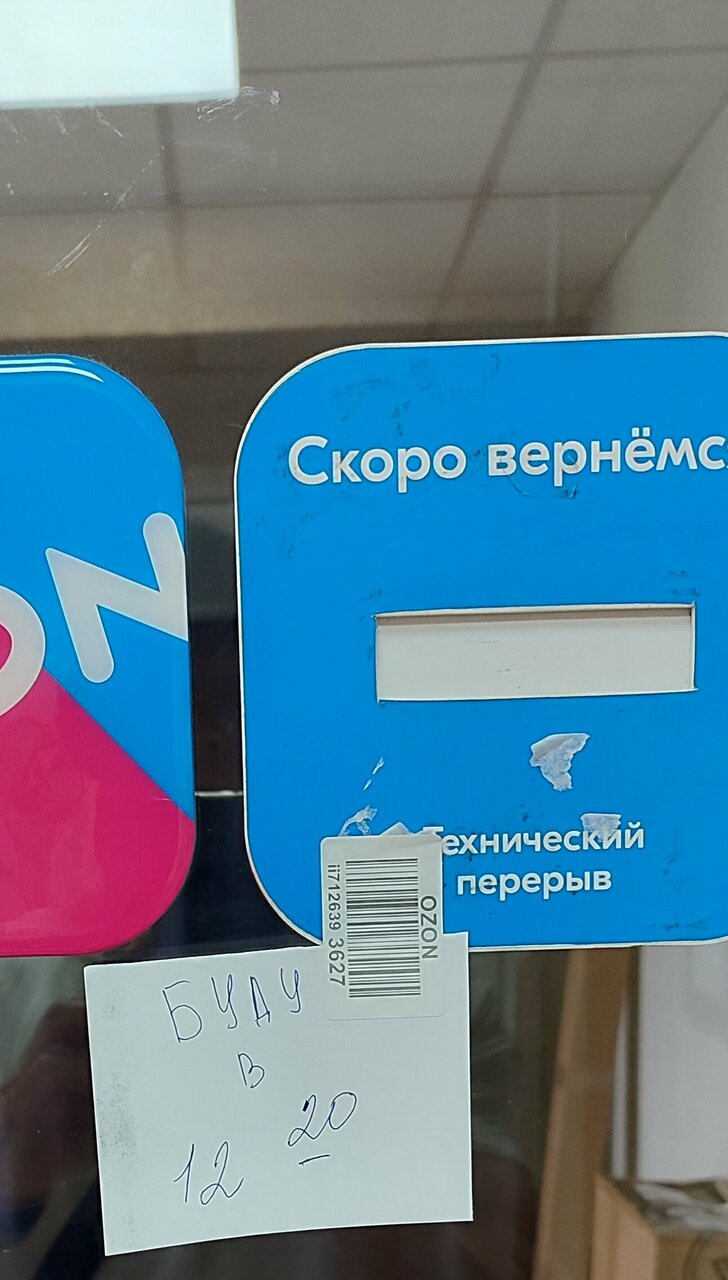 Скоро вернёмс
ON
Технический
перерыв
OZON
ii712639 3627
БУДУ
в
12 20